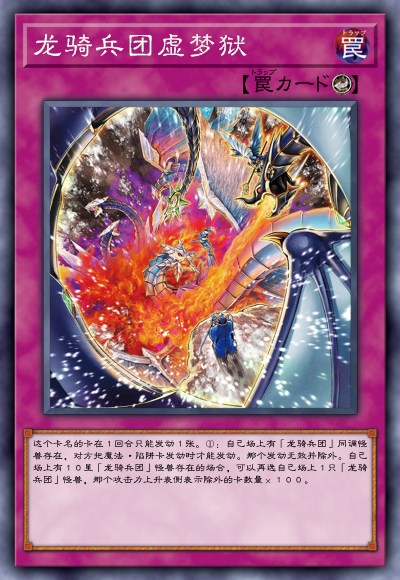 龙骑兵团虚梦狱
罠
トラップ
【罠カード】
トラップ
这个卡名的卡在1回合只能发动1张。①：自己场上有「龙骑兵团」同调怪
兽存在，对方把魔法·陷阱卡发动时才能发动。那个发动无效并除外。自己
场上有10星「龙骑兵团」怪兽存在的场合，可以再选自己场上1只「龙骑
兵团」怪兽，那个攻击力上升表侧表示除外的卡数量×100。